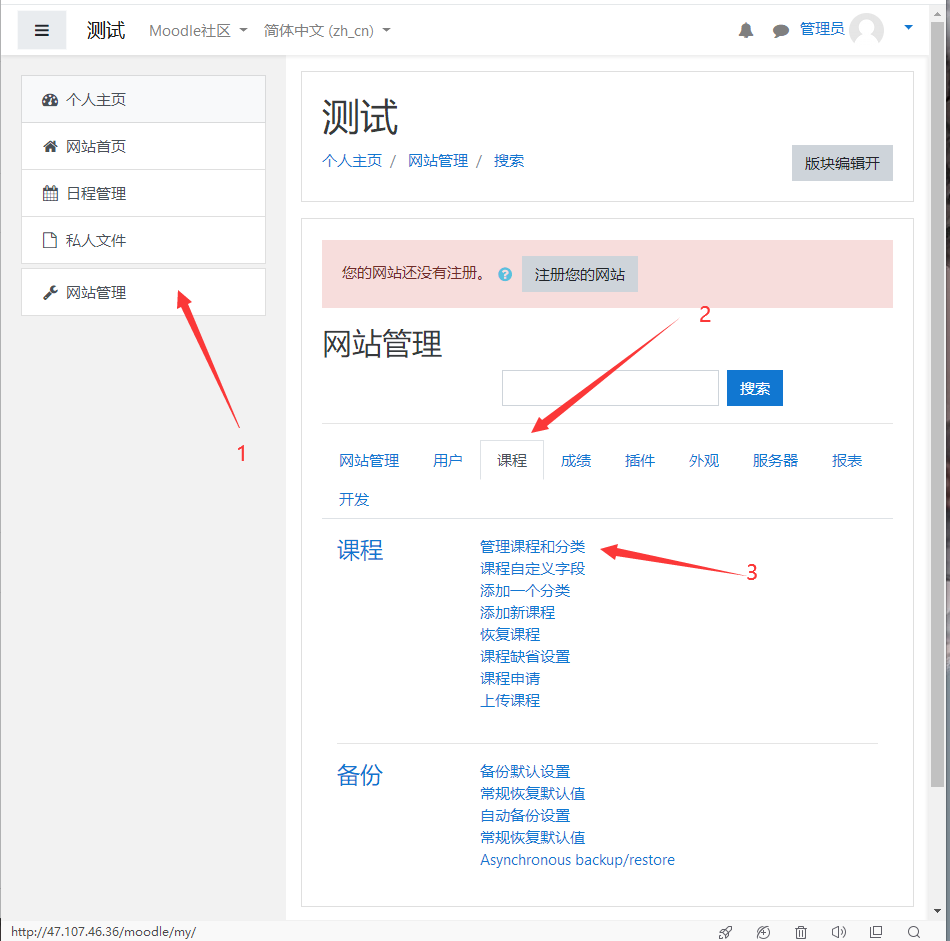 测试 Moodle社区 简体中文 (zh_cn) 管理员
个人主页
网站首页
日程管理
私人文件
网站管理
1
测试
个人主页 / 网站管理 / 搜索
版块编辑开
您的网站还没有注册。 ? 注册您的网站
2
网站管理
搜索
网站管理 用户 课程 成绩 插件 外观 服务器 报表
开发
课程
管理课程和分类
3
课程自定义字段
添加一个分类
添加新课程
恢复课程
课程缺省设置
课程申请
上传课程
备份
备份默认设置
常规恢复默认值
自动备份设置
常规恢复默认值
Asynchronous backup/restore
http://47.107.46.36/moodle/my/